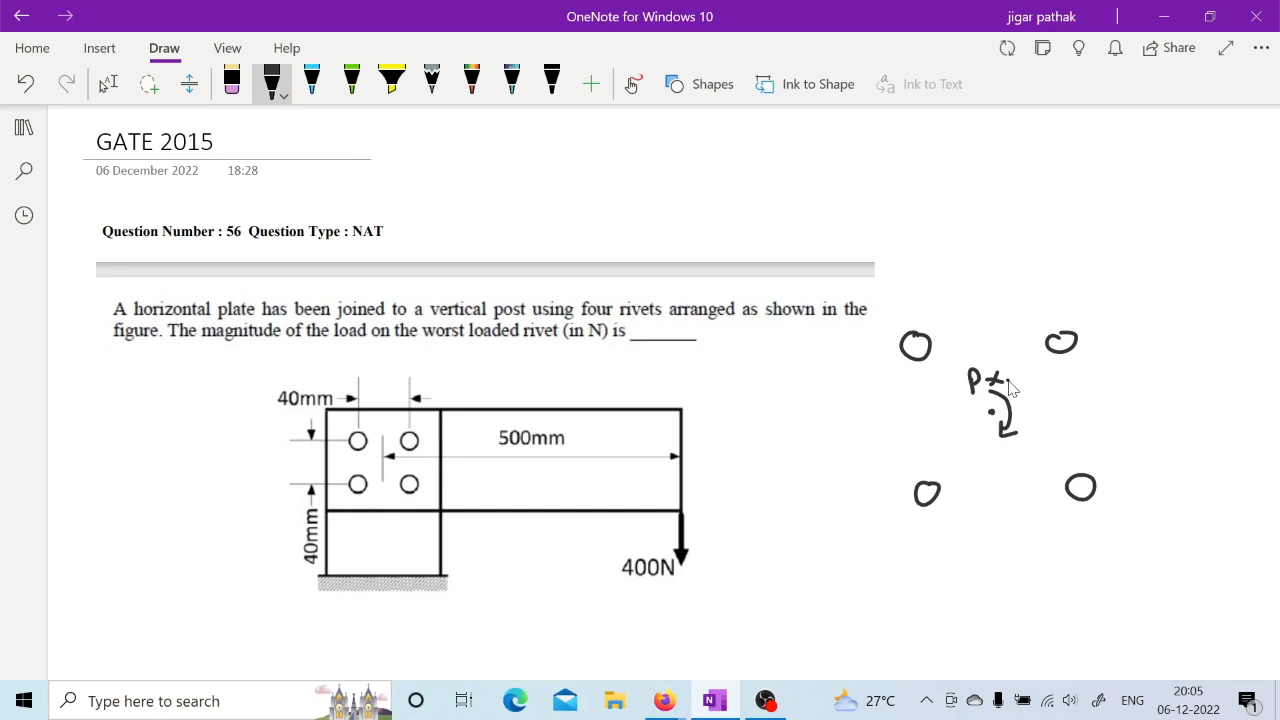 OneNote for Windows 10
jigar pathak
Home Insert Draw View Help
Share
Shapes
Ink to Shape
Ink to Text
GATE 2015
06 December 2022 18:28
Question Number : 56 Question Type : NAT
A horizontal plate has been joined to a vertical post using four rivets arranged as shown in the
figure. The magnitude of the load on the worst loaded rivet (in N) is ________
40mm
500mm
40mm
400N
P x
Type here to search
27°C
ENG
20:05
06-12-2022
1